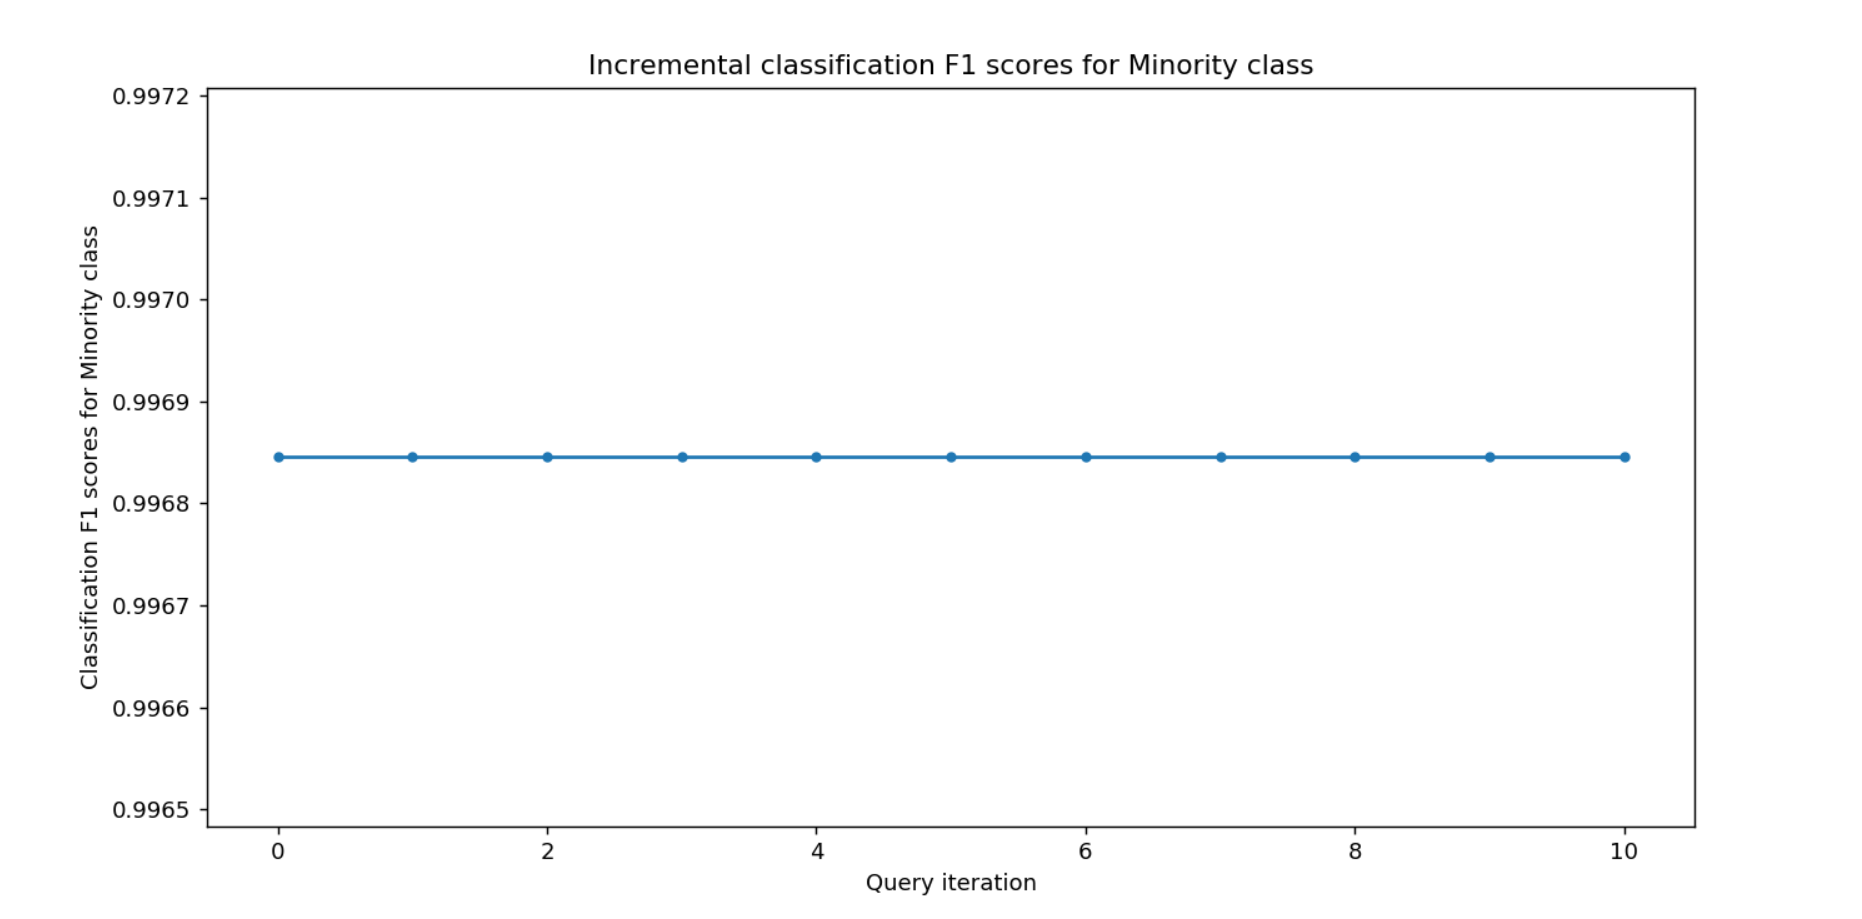 Incremental classification F1 scores for Minority class
Classification F1 scores for Minority class
0.9972
0.9971
0.9970
0.9969
0.9968
0.9967
0.9966
0.9965
0 2 4 6 8 10
Query iteration